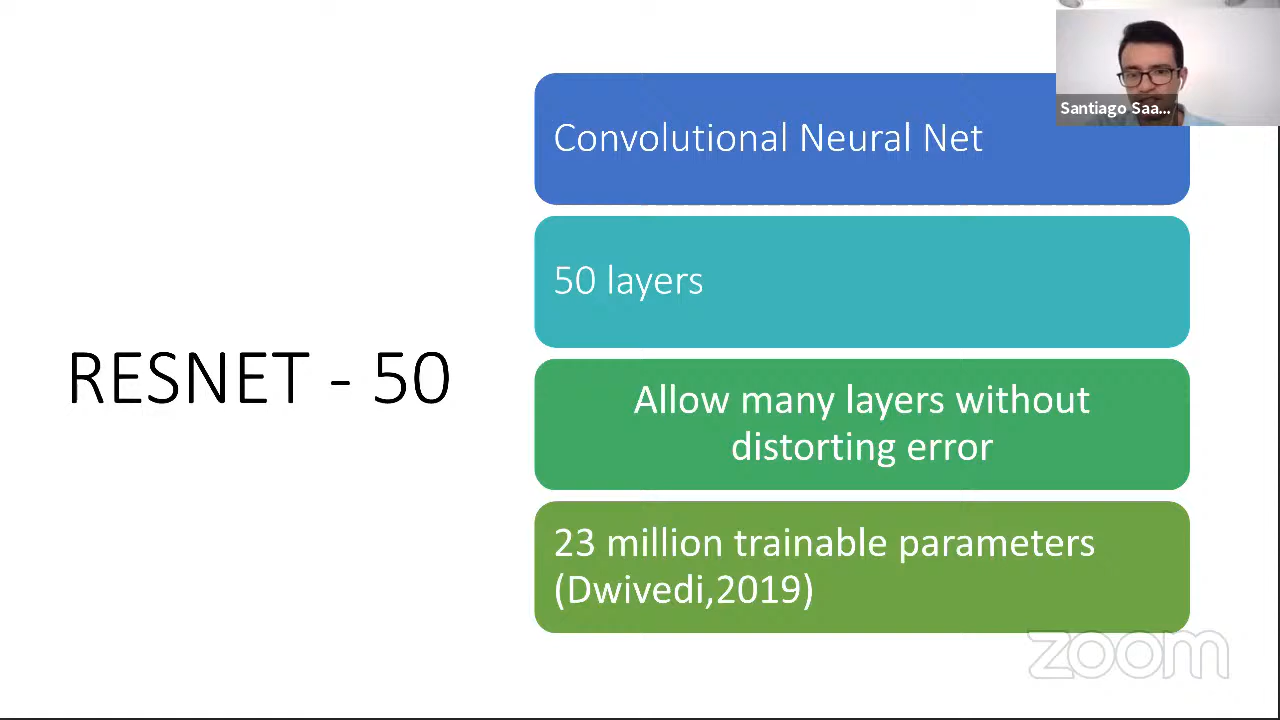 Santiago Saa...
Convolutional Neural Net
50 layers
RESNET - 50
Allow many layers without
distorting error
23 million trainable parameters
(Dwivedi,2019)
zoom